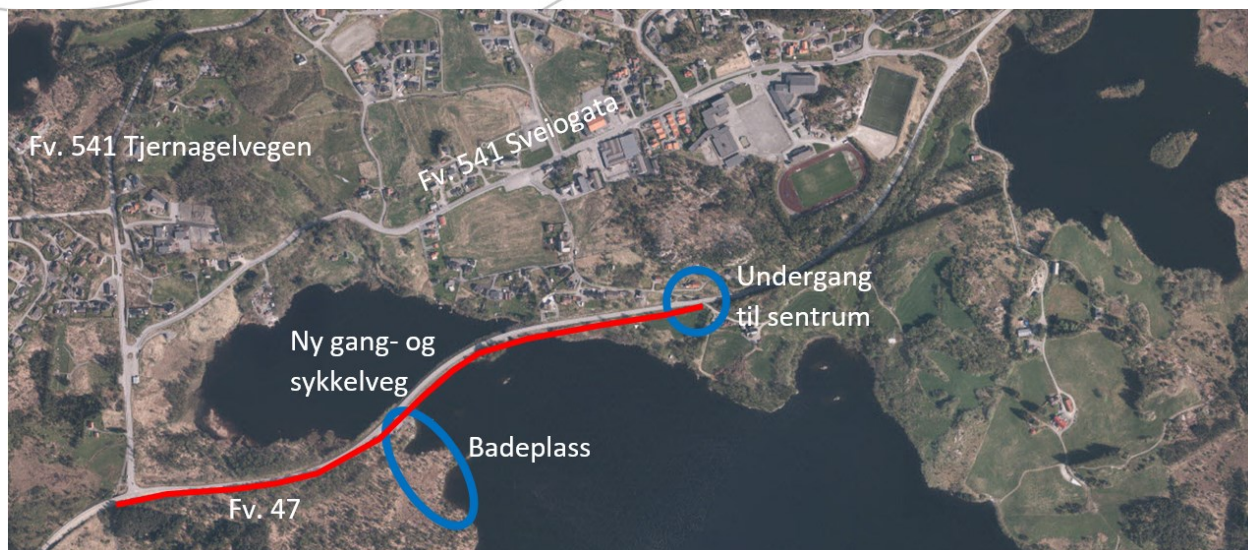 Fv. 541 Tjernagelvegen
Fv. 541 Sveiogata
Undergang
til sentrum
Ny gang- og
sykkelveg
Badeplass
Fv. 47